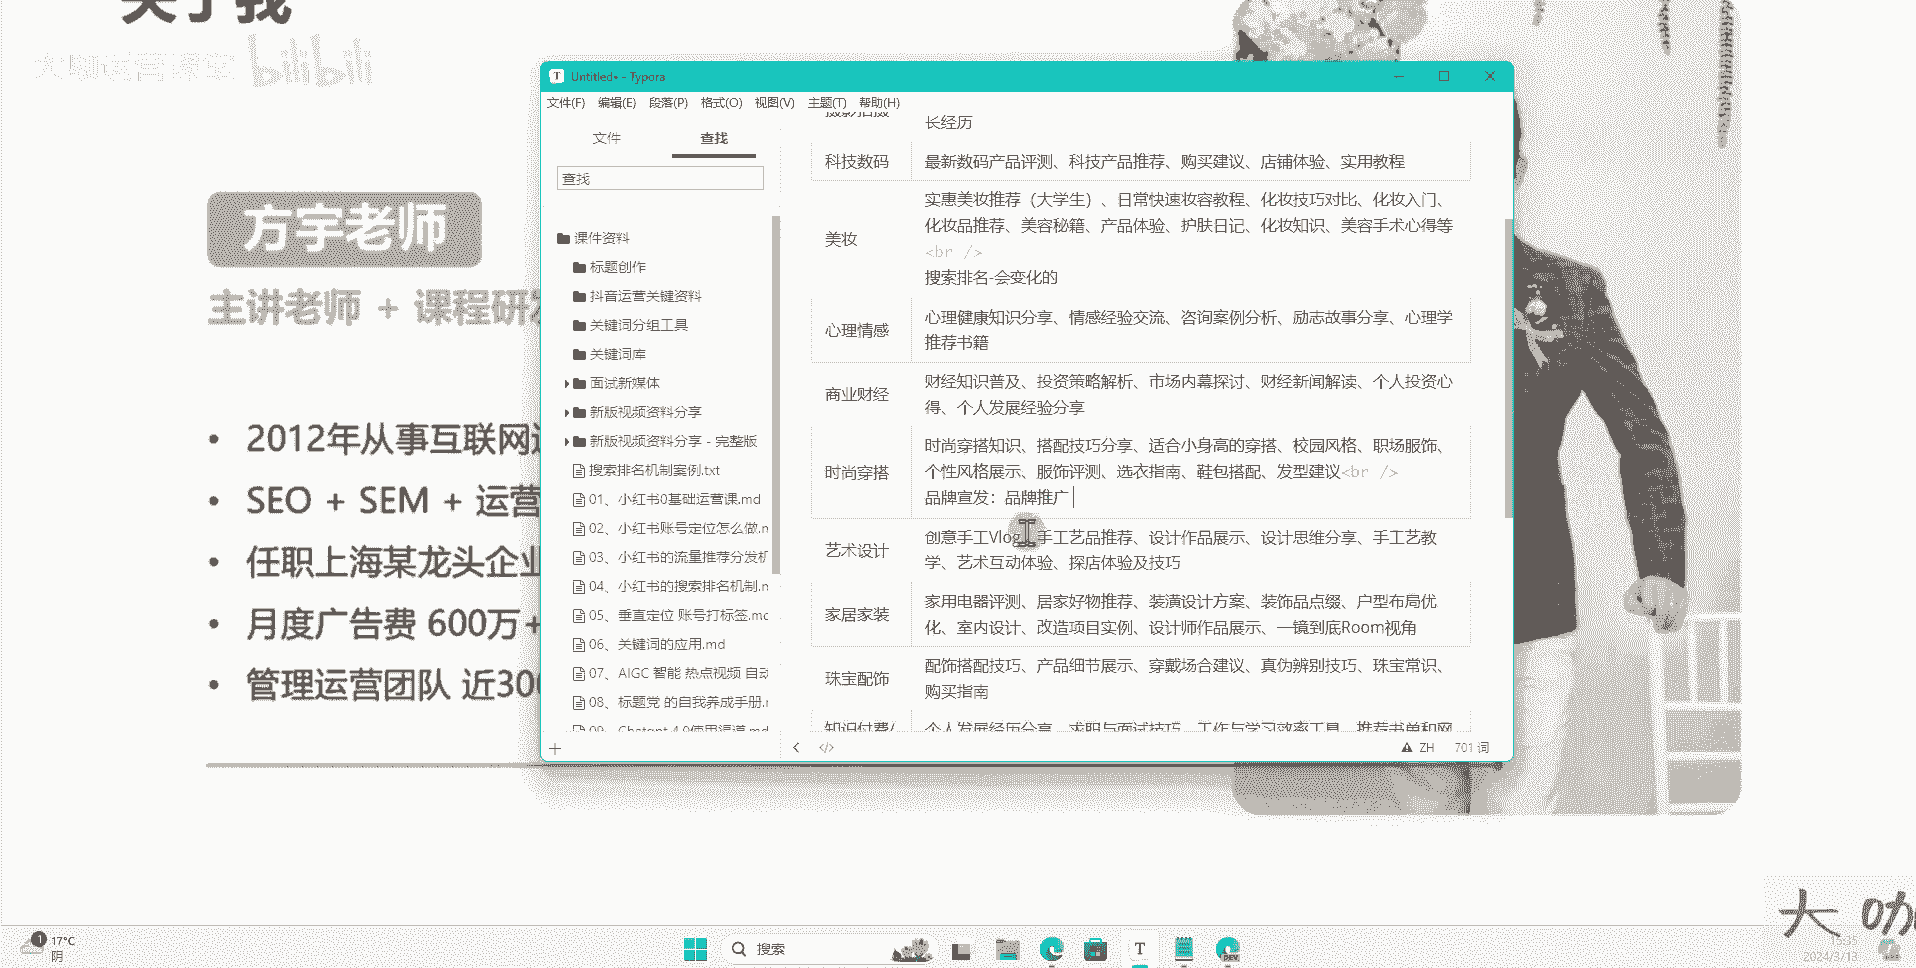 关于我
大咖运营课堂 bilibili
方宇老师
主讲老师 + 课程研发
2012年从事互联网
SEO + SEM + 运营
任职上海某龙头企业
月度广告费 600万+
管理运营团队 近300
Untitled• - Typora
文件(F) 编辑(E) 段落(P) 格式(O) 视图(V) 主题(T) 帮助(H)
文件 查找
查找
课件资料
标题创作
抖音运营关键资料
关键词分组工具
关键词库
面试新媒体
新版视频资料分享
新版视频资料分享 - 完整版
搜索排名机制案例.txt
01、小红书0基础运营课.md
02、小红书账号定位怎么做.m
03、小红书的流量推荐分发机
04、小红书的搜索排名机制.m
05、垂直定位 账号打标签.md
06、关键词的应用.md
07、AIGC 智能 热点视频 自动
08、标题党 的自我养成手册.m
09、Chatgpt 4.0使用渠道.md
摄影拍摄
长经历
科技数码
最新数码产品评测、科技产品推荐、购买建议、店铺体验、实用教程
美妆
实惠美妆推荐（大学生）、日常快速妆容教程、化妆技巧对比、化妆入门、
化妆品推荐、美容秘籍、产品体验、护肤日记、化妆知识、美容手术心得等
<br />
搜索排名-会变化的
心理情感
心理健康知识分享、情感经验交流、咨询案例分析、励志故事分享、心理学
推荐书籍
商业财经
财经知识普及、投资策略解析、市场内幕探讨、财经新闻解读、个人投资心
得、个人发展经验分享
时尚穿搭
时尚穿搭知识、搭配技巧分享、适合小身高的穿搭、校园风格、职场服饰、
个性风格展示、服饰评测、选衣指南、鞋包搭配、发型建议<br />
品牌宣发：品牌推广
艺术设计
创意手工Vlog、手工艺品推荐、设计作品展示、设计思维分享、手工艺教
学、艺术互动体验、探店体验及技巧
家居家装
家用电器评测、居家好物推荐、装潢设计方案、装饰品点缀、户型布局优
化、室内设计、改造项目实例、设计师作品展示、一镜到底Room视角
珠宝配饰
配饰搭配技巧、产品细节展示、穿戴场合建议、真伪辨别技巧、珠宝常识、
购买指南
知识付费/
个人发展经历分享、求职与面试技巧、工作与学习效率工具、推荐书单和网
ZH 701 词
大咖
1 17°C
阴
搜索
T
DEV
15:35
2024/3/13